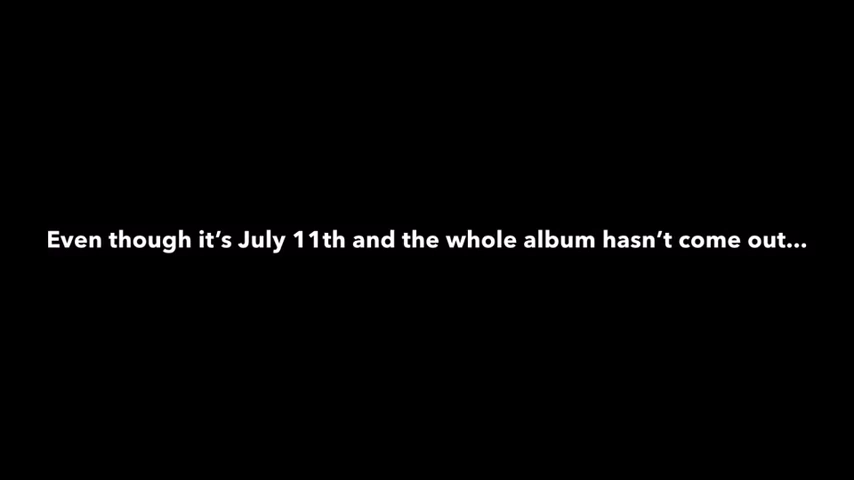 Even though it’s July 11th and the whole album hasn’t come out...